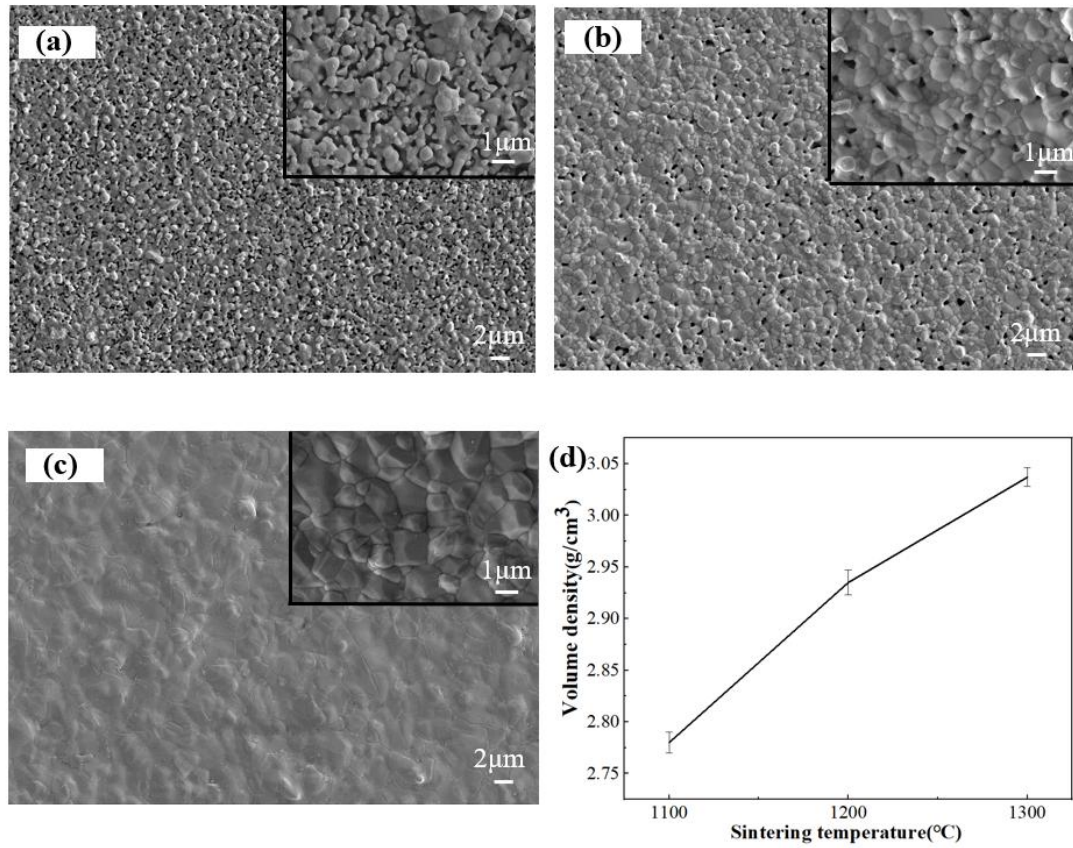 (a)
1μm
2μm
(b)
1μm
2μm
(c)
1μm
2μm
(d)
Volume density(g/cm³)
3.05
3.00
2.95
2.90
2.85
2.80
2.75
1100
1200
1300
Sintering temperature(°C)